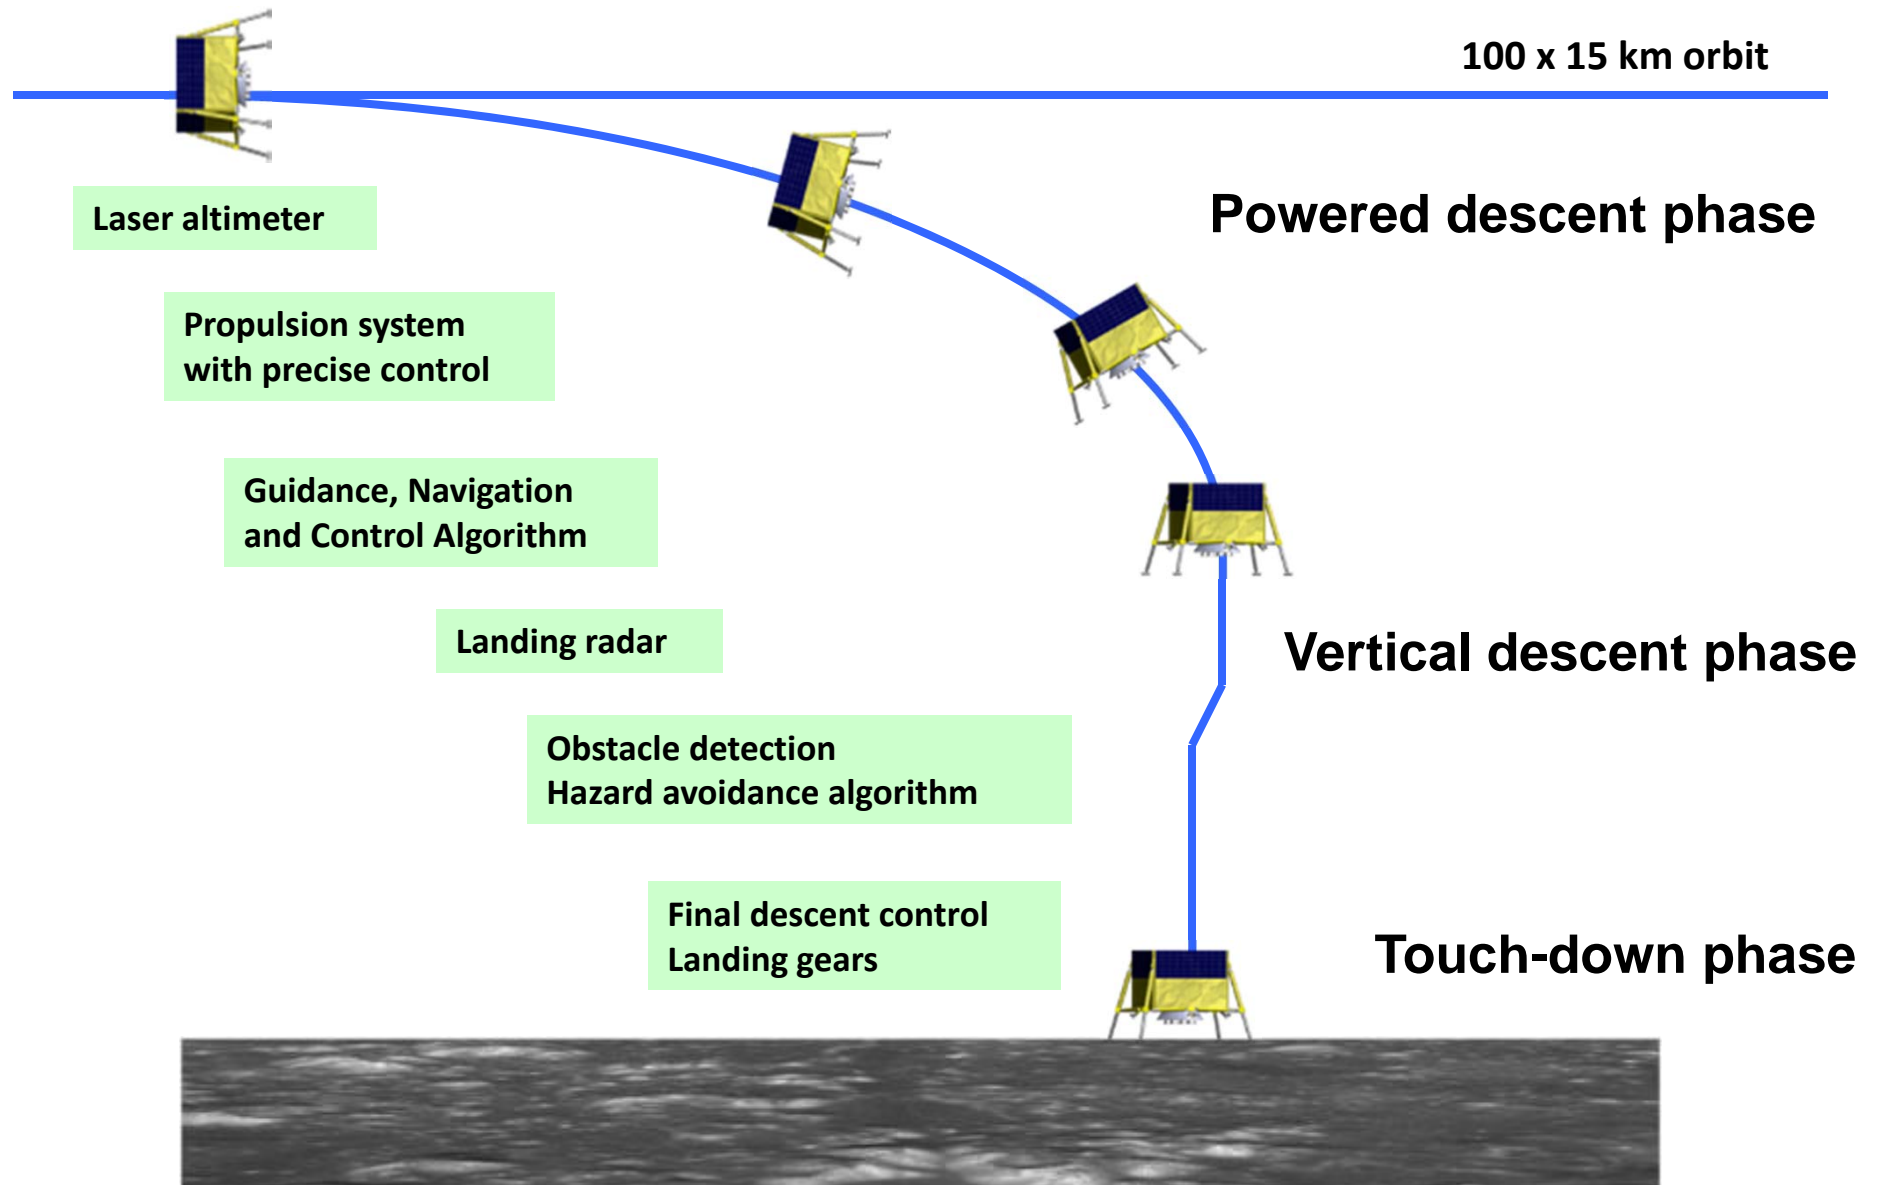 100 x 15 km orbit
Laser altimeter
Powered descent phase
Propulsion system
with precise control
Guidance, Navigation
and Control Algorithm
Landing radar
Vertical descent phase
Obstacle detection
Hazard avoidance algorithm
Final descent control
Landing gears
Touch-down phase